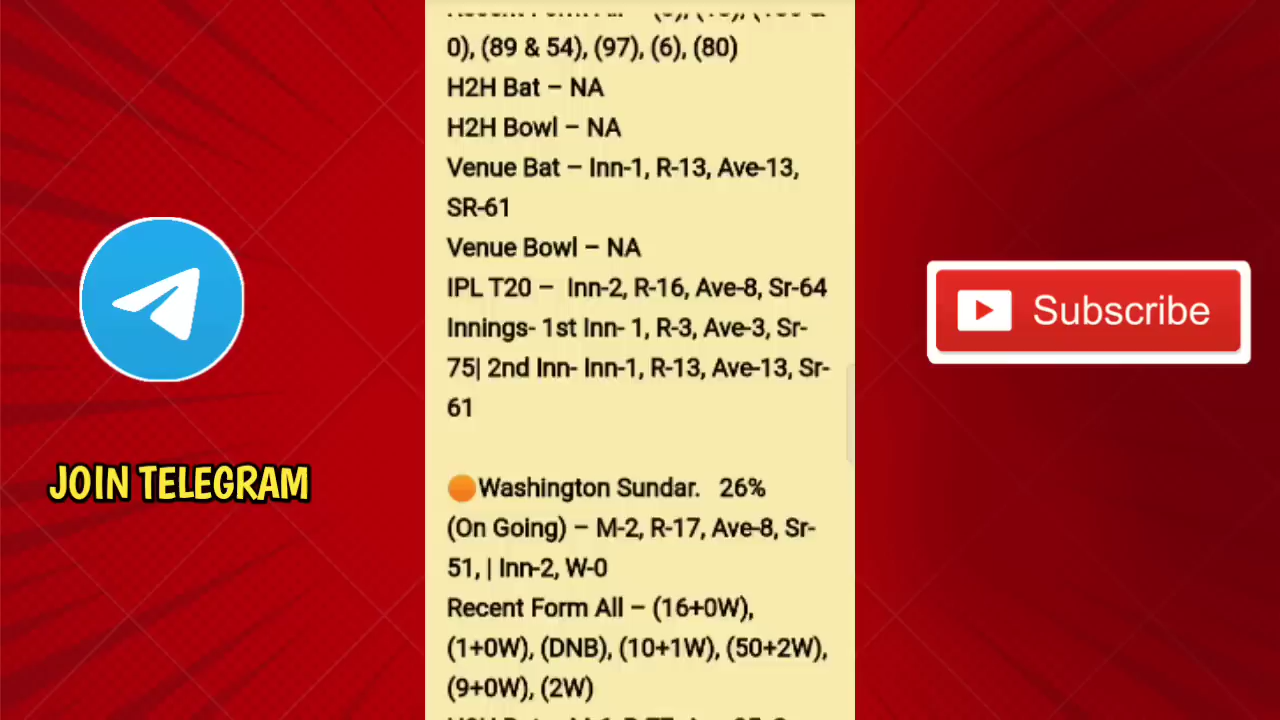 0), (89 & 54), (97), (6), (80)
H2H Bat – NA
H2H Bowl – NA
Venue Bat – Inn-1, R-13, Ave-13,
SR-61
Venue Bowl – NA
IPL T20 – Inn-2, R-16, Ave-8, Sr-64
Innings- 1st Inn- 1, R-3, Ave-3, Sr-
75| 2nd Inn- Inn-1, R-13, Ave-13, Sr-
61
Washington Sundar. 26%
(On Going) – M-2, R-17, Ave-8, Sr-
51, | Inn-2, W-0
Recent Form All – (16+0W),
(1+0W), (DNB), (10+1W), (50+2W),
(9+0W), (2W)
JOIN TELEGRAM
Subscribe